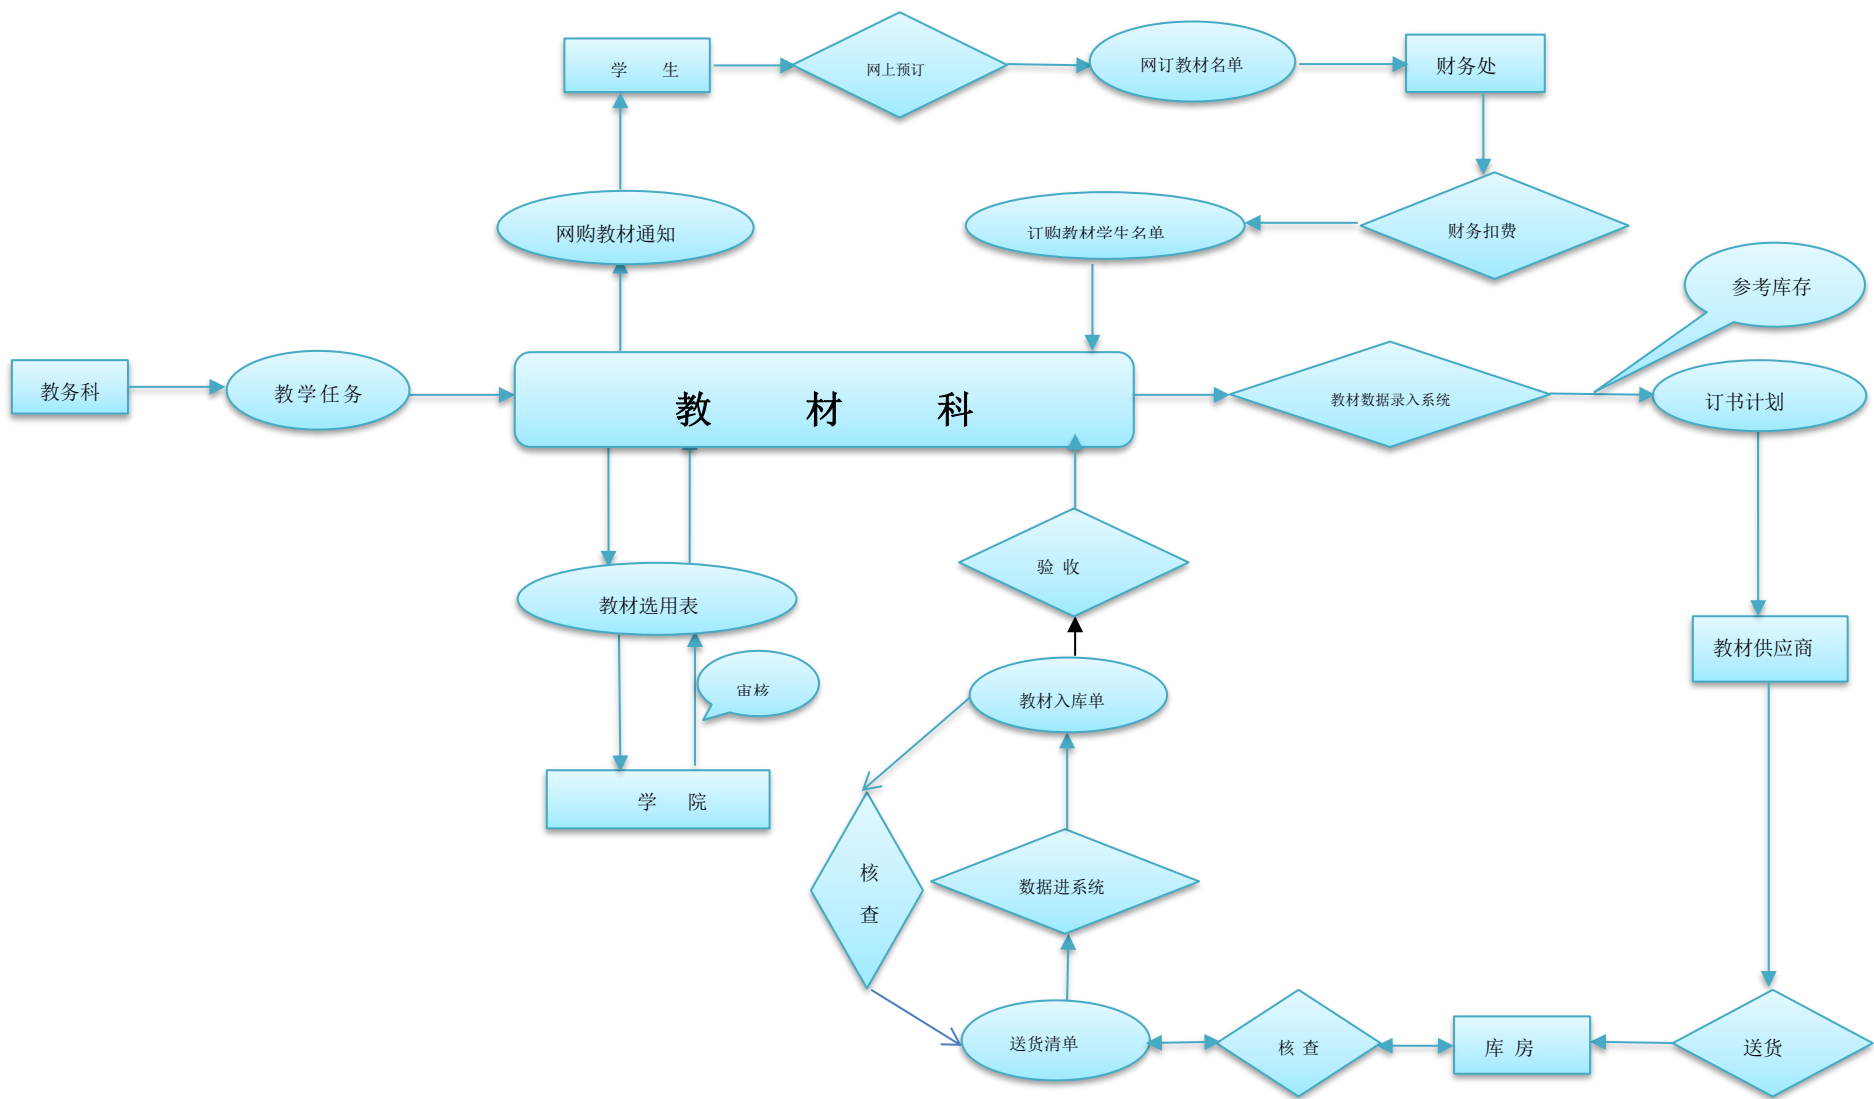 学 生
网上预订
网订教材名单
财务处
网购教材通知
订购教材学生名单
财务扣费
参考库存
教务科
教学任务
教 材 科
教材数据录入系统
订书计划
验 收
教材选用表
教材供应商
审核
教材入库单
学 院
核
查
数据进系统
送货清单
核 查
库 房
送货